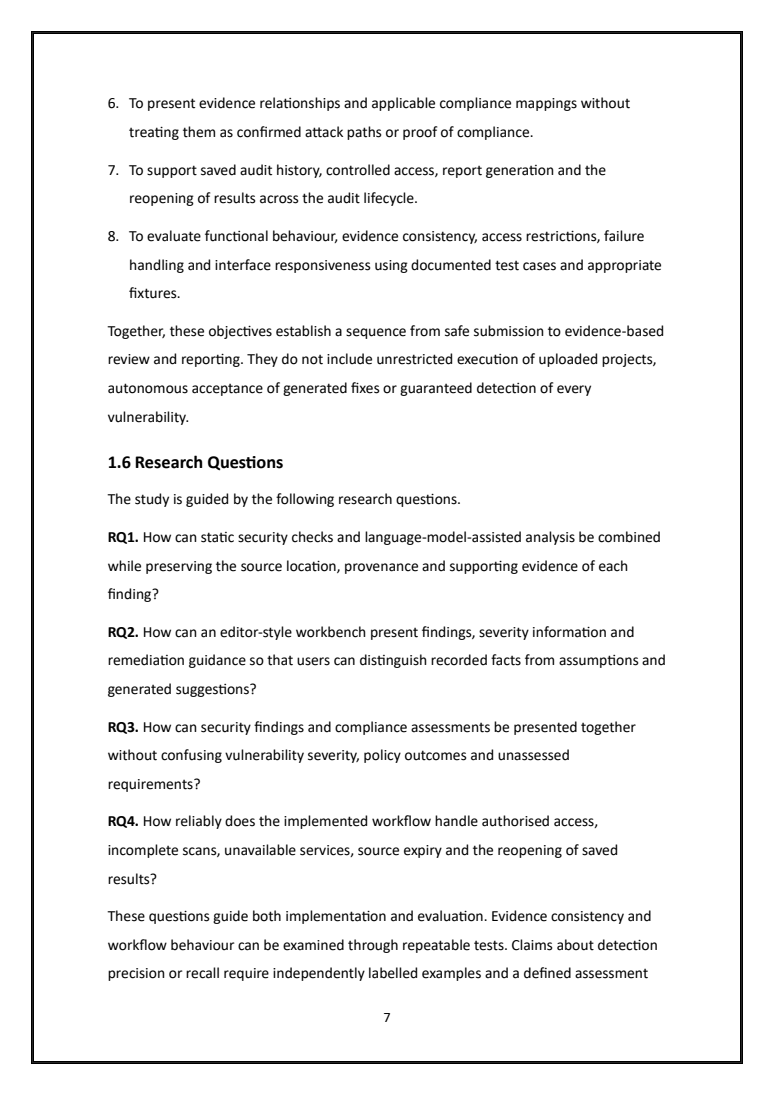 6. To present evidence relationships and applicable compliance mappings without
treating them as confirmed attack paths or proof of compliance.
7. To support saved audit history, controlled access, report generation and the
reopening of results across the audit lifecycle.
8. To evaluate functional behaviour, evidence consistency, access restrictions, failure
handling and interface responsiveness using documented test cases and appropriate
fixtures.
Together, these objectives establish a sequence from safe submission to evidence-based
review and reporting. They do not include unrestricted execution of uploaded projects,
autonomous acceptance of generated fixes or guaranteed detection of every
vulnerability.
1.6 Research Questions
The study is guided by the following research questions.
RQ1. How can static security checks and language-model-assisted analysis be combined
while preserving the source location, provenance and supporting evidence of each
finding?
RQ2. How can an editor-style workbench present findings, severity information and
remediation guidance so that users can distinguish recorded facts from assumptions and
generated suggestions?
RQ3. How can security findings and compliance assessments be presented together
without confusing vulnerability severity, policy outcomes and unassessed
requirements?
RQ4. How reliably does the implemented workflow handle authorised access,
incomplete scans, unavailable services, source expiry and the reopening of saved
results?
These questions guide both implementation and evaluation. Evidence consistency and
workflow behaviour can be examined through repeatable tests. Claims about detection
precision or recall require independently labelled examples and a defined assessment
7